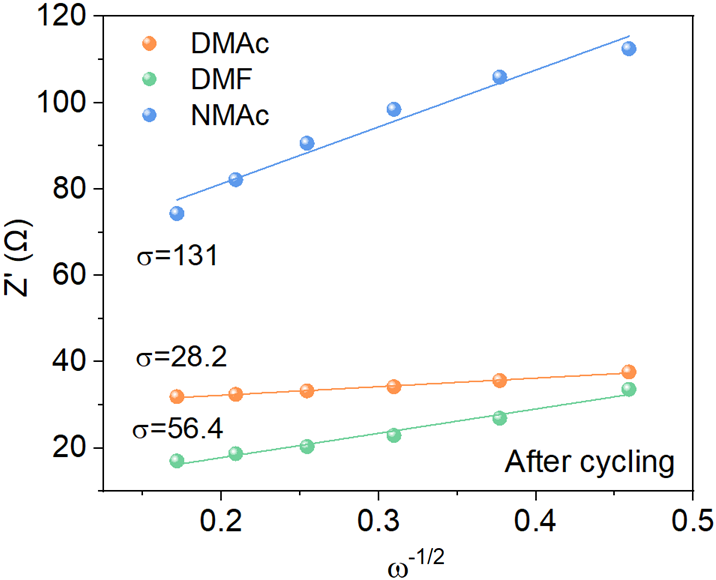 120
100
80
60
40
20
Z' (Ω)
DMAc
DMF
NMAc
σ=131
σ=28.2
σ=56.4
After cycling
0.2 0.3 0.4 0.5
ω-1/2